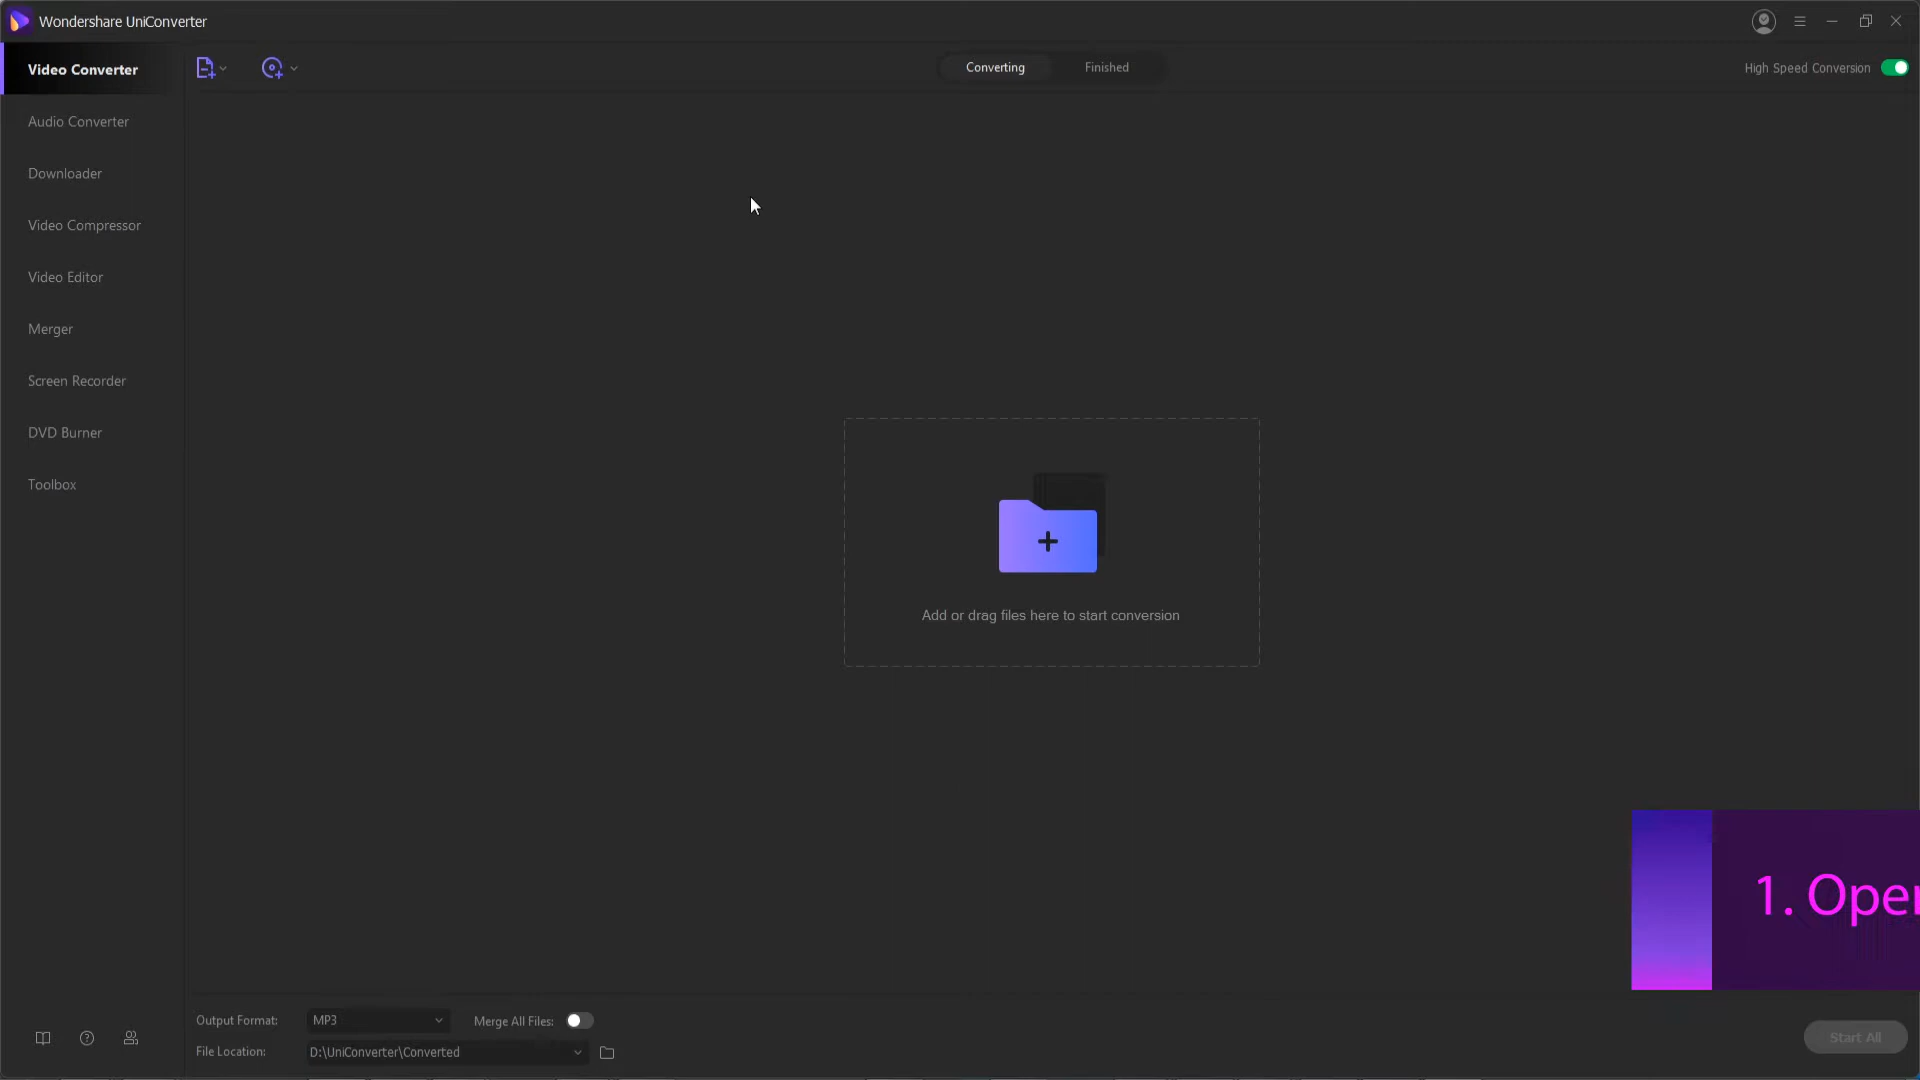 Wondershare UniConverter
Video Converter
Converting
Finished
High Speed Conversion
Audio Converter
Downloader
Video Compressor
Video Editor
Merger
Screen Recorder
DVD Burner
Toolbox
Add or drag files here to start conversion
1. Open
Output Format:
MP3
Merge All Files:
File Location:
D:\UniConverter\Converted
Start All